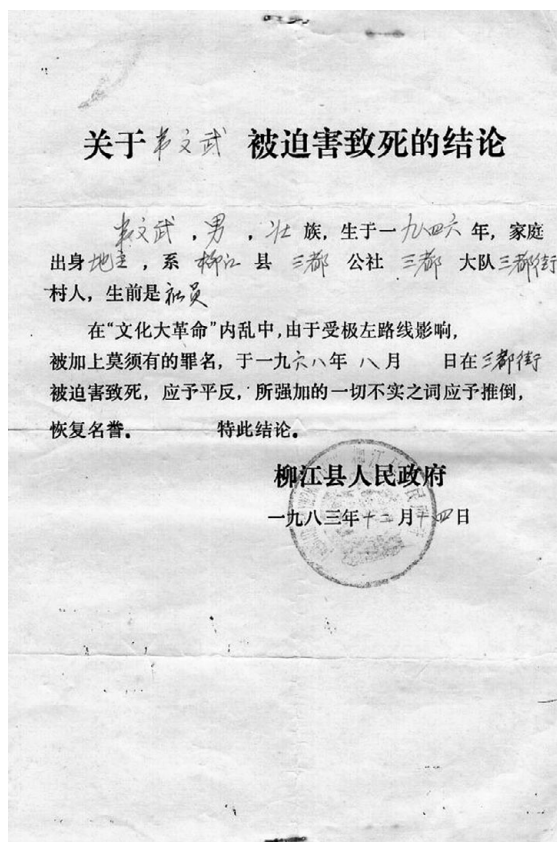 关于韦文武 被迫害致死的结论
韦文武，男，壮族，生于一九四六年，家庭
出身地主，系 柳江 县 三都 公社 三都 大队三都街
村人，生前是社员
在“文化大革命”内乱中，由于受极左路线影响，
被加上莫须有的罪名，于一九六八年 八月 日在三都街
被迫害致死，应予平反，所强加的一切不实之词应予推倒，
恢复名誉。 特此结论。
柳江县人民政府
一九八三年十二月十四日